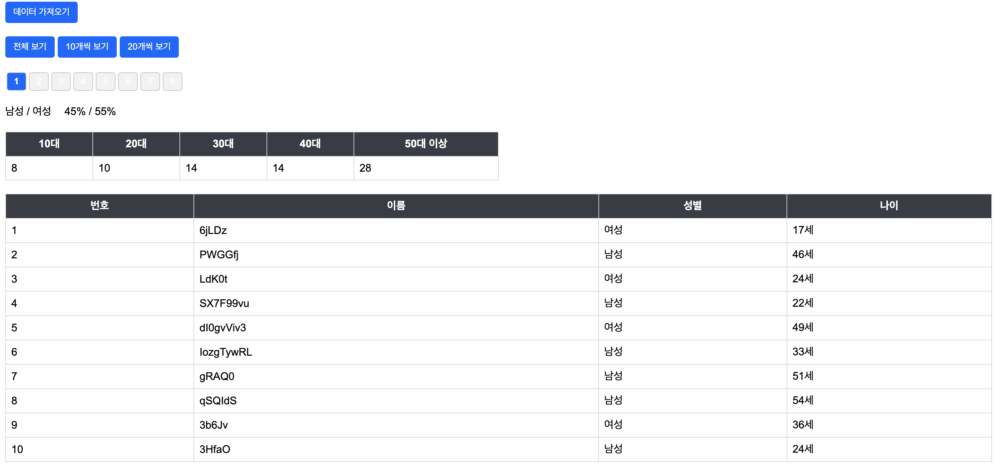 데이터 가져오기
전체 보기 10개씩 보기 20개씩 보기
1 2 3 4 5 6 7 8
남성 / 여성 45% / 55%
10대 20대 30대 40대 50대 이상
8 10 14 14 28
번호 이름 성별 나이
1 6jLDz 여성 17세
2 PWGGfj 남성 46세
3 LdK0t 여성 24세
4 SX7F99vu 남성 22세
5 dI0gvViv3 여성 49세
6 IozgTywRL 남성 33세
7 gRAQ0 남성 51세
8 qSQIdS 남성 54세
9 3b6Jv 여성 36세
10 3HfaO 남성 24세